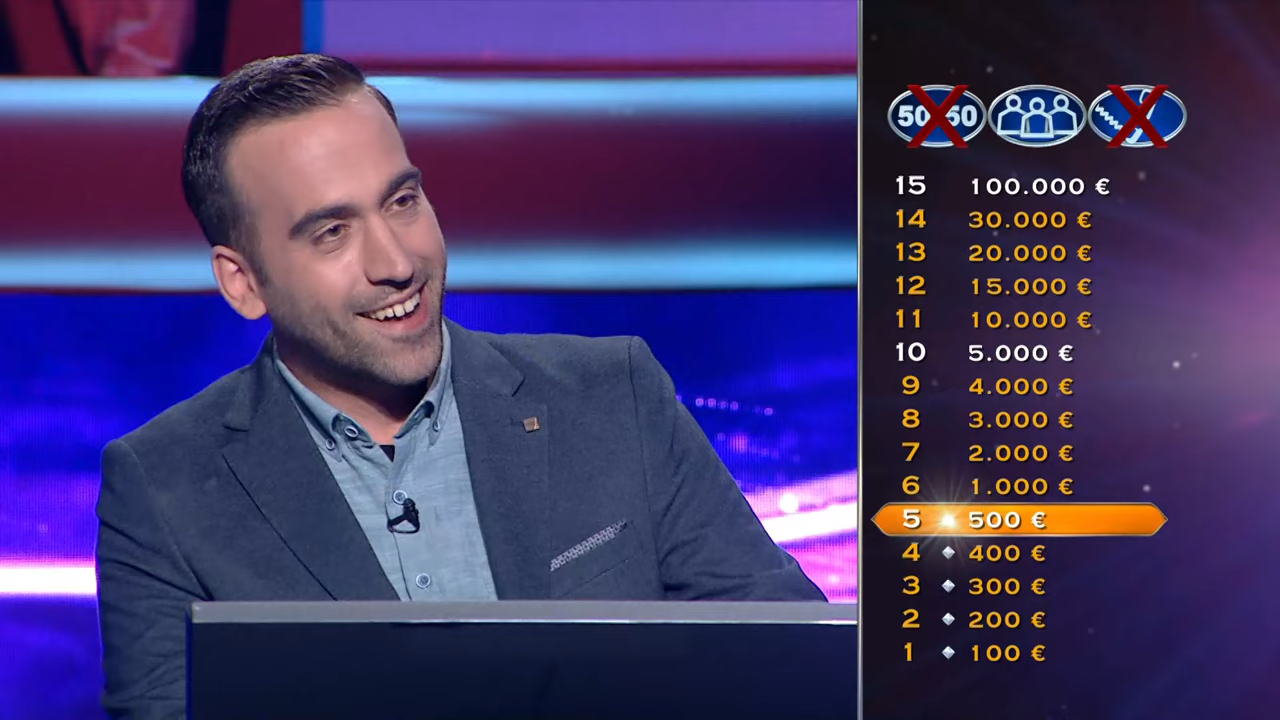 50 50
15 100.000 €
14 30.000 €
13 20.000 €
12 15.000 €
11 10.000 €
10 5.000 €
9 4.000 €
8 3.000 €
7 2.000 €
6 1.000 €
5 500 €
4 400 €
3 300 €
2 200 €
1 100 €